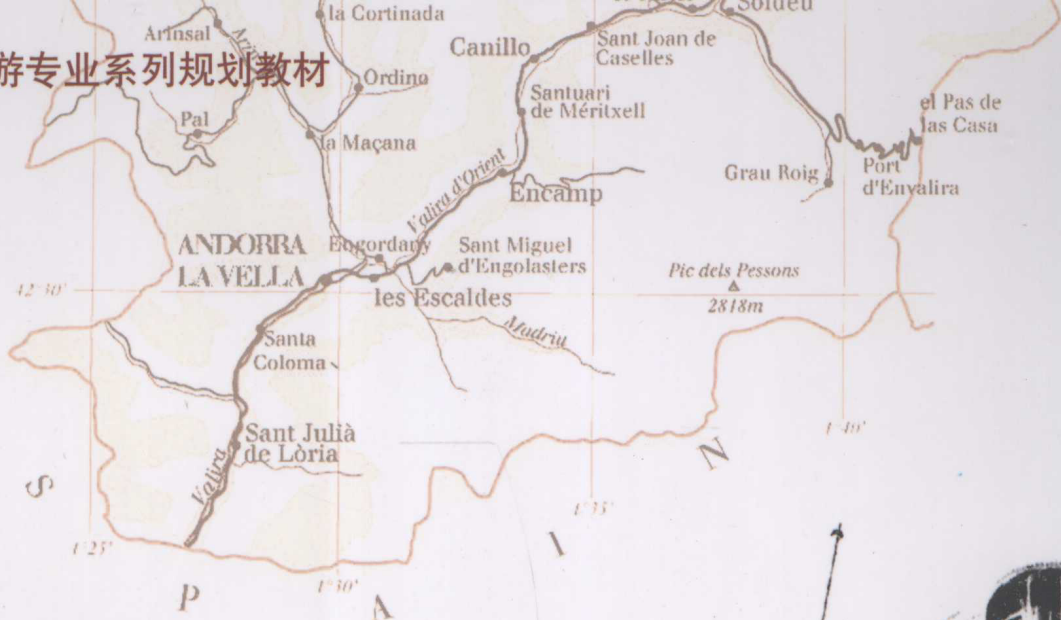 la Cortinada
Soldeu
Arinsal
Canillo
Sant Joan de
Caselles
游专业系列规划教材
Ordino
Santuari
de Méritxell
el Pas de
las Casa
Pal
la Maçana
Grau Roig
Port
d'Envalira
Valira d'Orient
Encamp
ANDORRA
LA VELLA
Engordany
Sant Miguel
d'Engolasters
Pic dels Pessons
2818m
42°30'
les Escaldes
Madriu
Santa
Coloma
Sant Julià
de Lòria
Valira
1°40'
1°35'
1°25'
1°30'
S
P
A
I
N